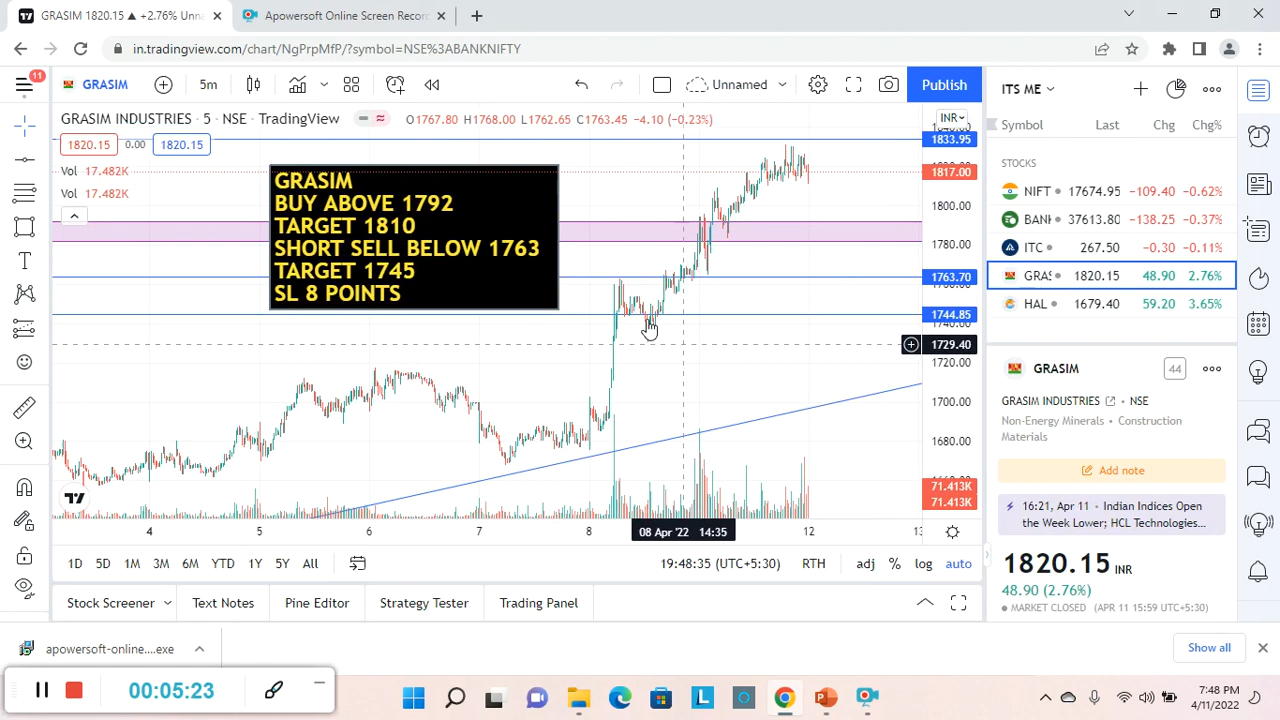 GRASIM 1820.15 ▲ +2.76% Unna
Apowersoft Online Screen Recor
in.tradingview.com/chart/NgPrpMfP/?symbol=NSE%3ABANKNIFTY
11
GRASIM
5m
Unnamed
Publish
ITS ME
GRASIM INDUSTRIES · 5 · NSE · TradingView
O1767.80 H1768.00 L1762.65 C1763.45 -4.10 (-0.23%)
INR
Symbol Last Chg Chg%
1820.15 0.00 1820.15
Vol 17.482K
Vol 17.482K
1833.95
1817.00
1800.00
1780.00
1763.70
1744.85
1729.40
1720.00
1700.00
1680.00
71.413K
71.413K
GRASIM
BUY ABOVE 1792
TARGET 1810
SHORT SELL BELOW 1763
TARGET 1745
SL 8 POINTS
STOCKS
NIFT 17674.95 -109.40 -0.62%
BANK 37613.80 -138.25 -0.37%
ITC 267.50 -0.30 -0.11%
GRAS 1820.15 48.90 2.76%
HAL 1679.40 59.20 3.65%
GRASIM
44
GRASIM INDUSTRIES · NSE
Non-Energy Minerals · Construction
Materials
Add note
16:21, Apr 11 · Indian Indices Open
the Week Lower; HCL Technologies...
1820.15 INR
48.90 (2.76%)
MARKET CLOSED (APR 11 15:59 UTC+5:30)
4 5 6 7 8 08 Apr '22 14:35 12 13
1D 5D 1M 3M 6M YTD 1Y 5Y All
19:48:35 (UTC+5:30) RTH adj % log auto
Stock Screener Text Notes Pine Editor Strategy Tester Trading Panel
apowersoft-online....exe
Show all
00:05:23
7:48 PM
4/11/2022